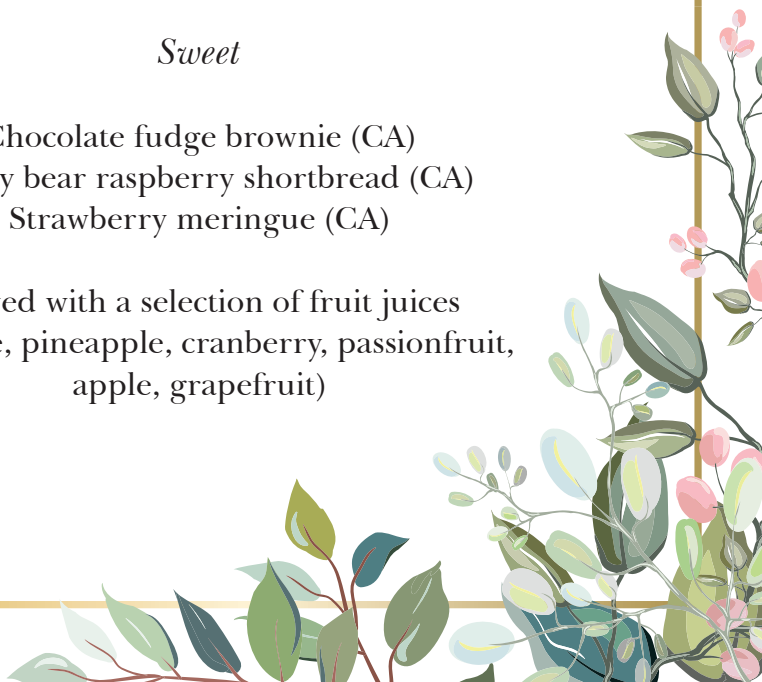 Sweet
Chocolate fudge brownie (CA)
bear raspberry shortbread (CA)
Strawberry meringue (CA)
with a selection of fruit juices
pineapple, cranberry, passionfruit,
apple, grapefruit)